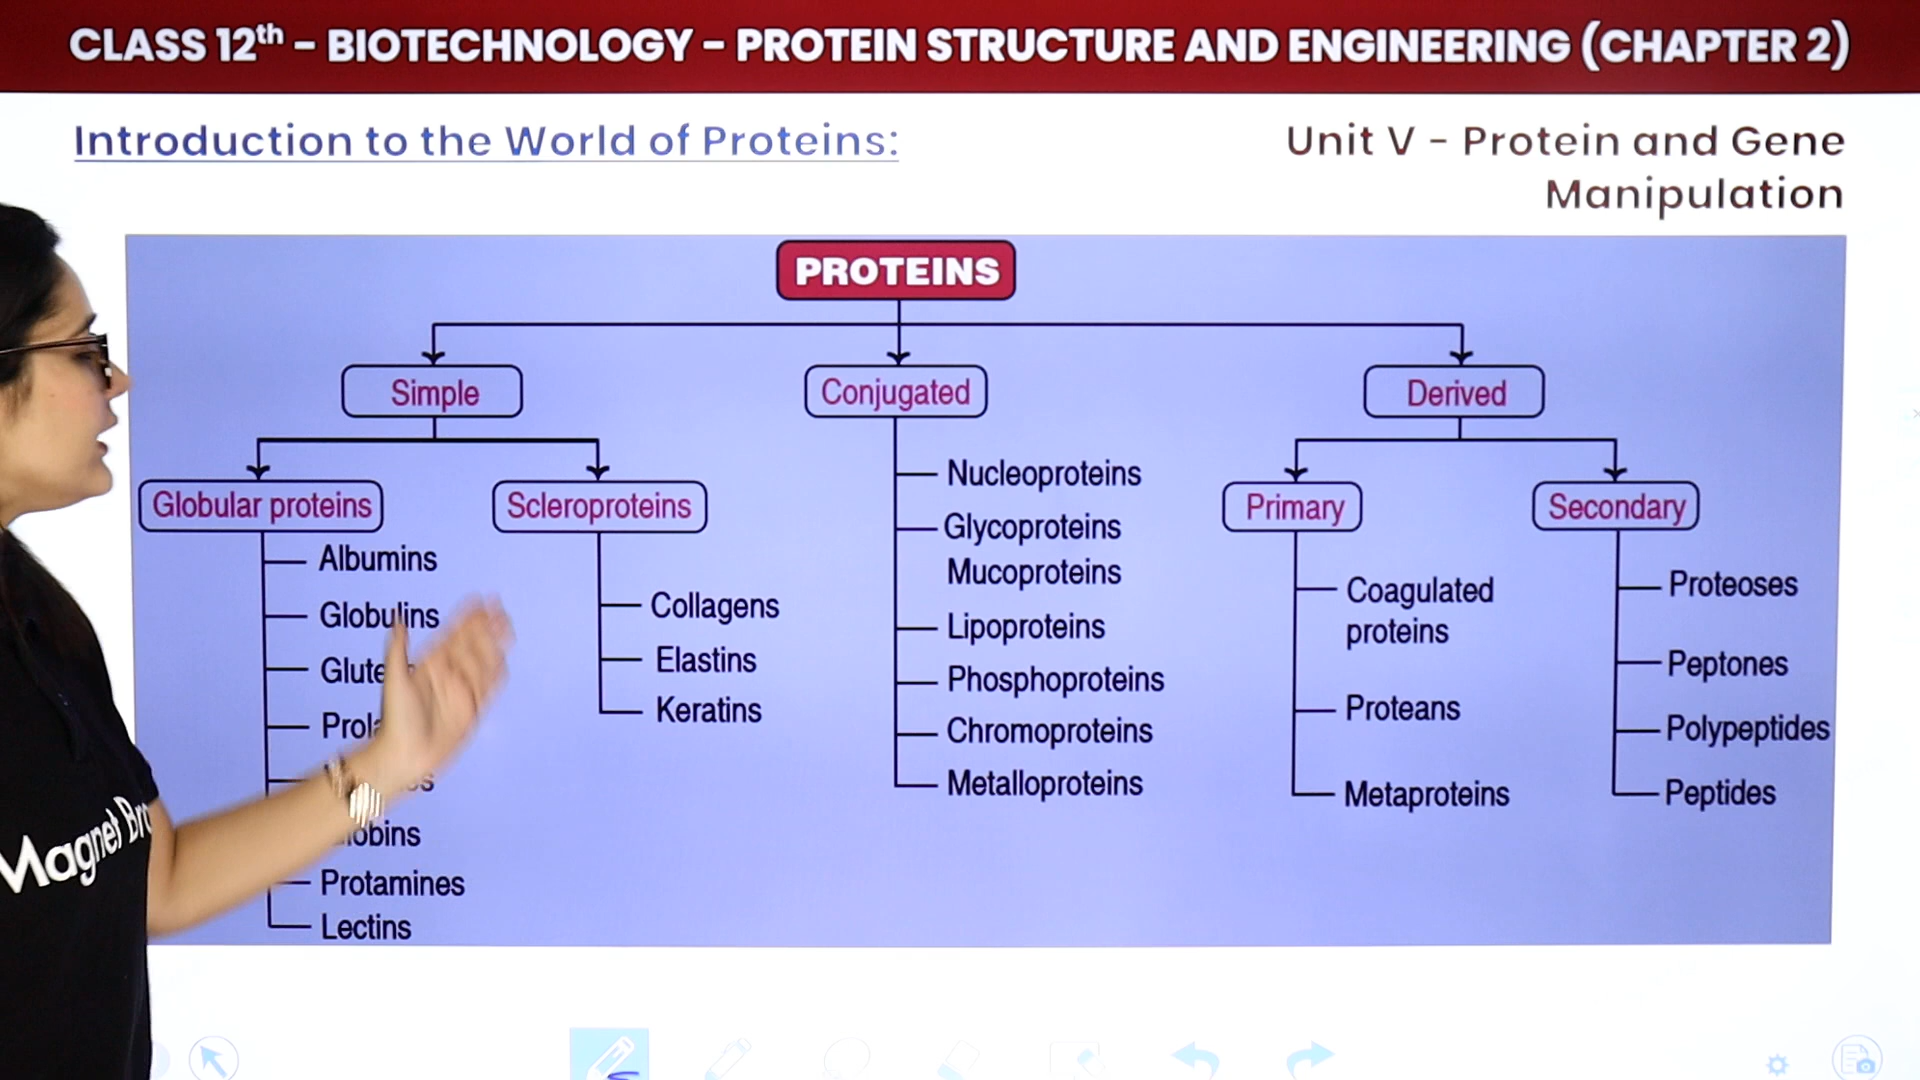 CLASS 12th - BIOTECHNOLOGY - PROTEIN STRUCTURE AND ENGINEERING (CHAPTER 2)
Introduction to the World of Proteins:
Unit V - Protein and Gene
Manipulation
PROTEINS
Simple
Conjugated
Derived
Globular proteins
Scleroproteins
Primary
Secondary
Albumins
Globulins
Protamines
Lectins
Collagens
Elastins
Keratins
Nucleoproteins
Glycoproteins
Mucoproteins
Lipoproteins
Phosphoproteins
Chromoproteins
Metalloproteins
Coagulated
proteins
Proteans
Metaproteins
Proteoses
Peptones
Polypeptides
Peptides
Magnet